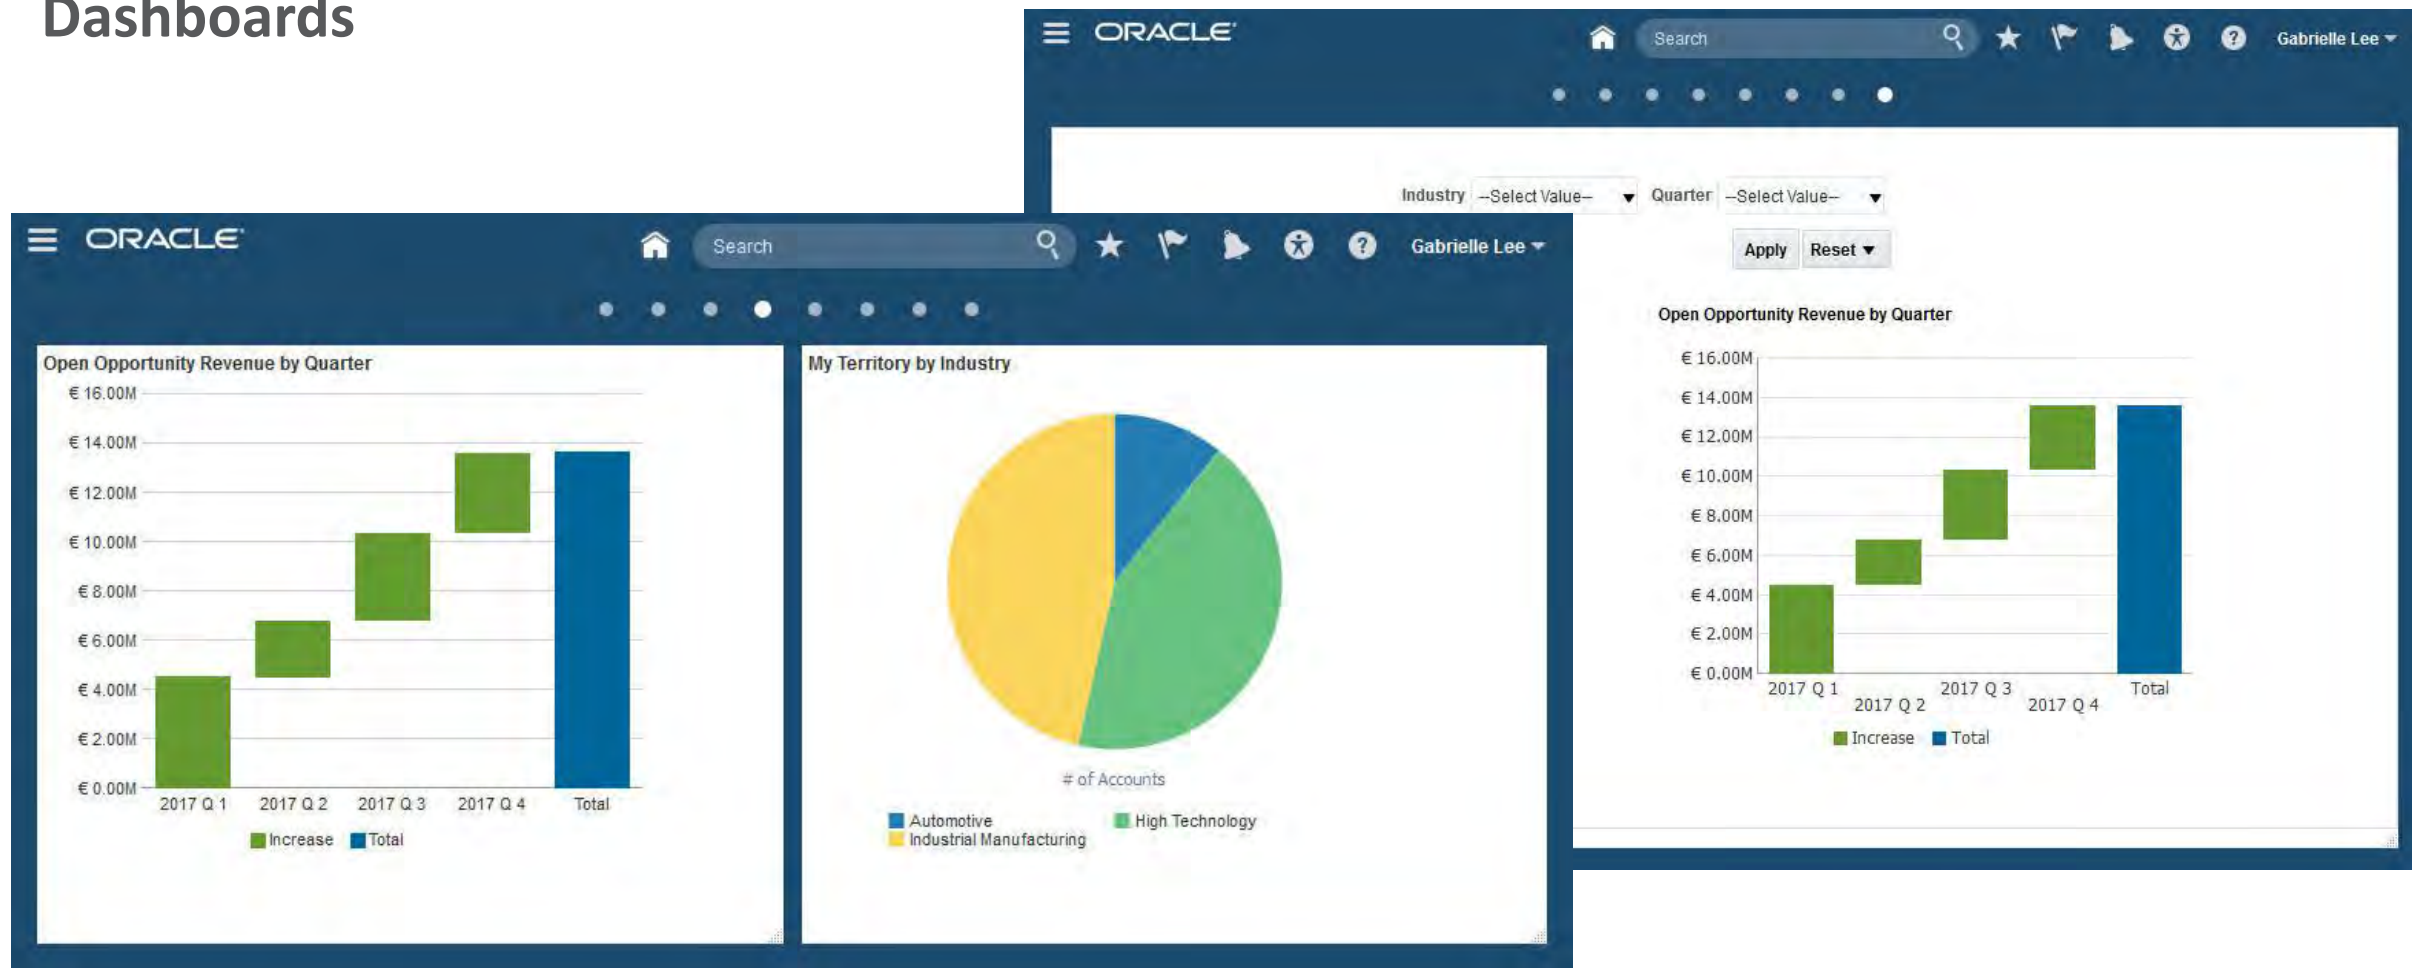 Dashboards
ORACLE
Search
Gabrielle Lee
Industry --Select Value-- Quarter --Select Value--
Apply Reset
Open Opportunity Revenue by Quarter
€ 16.00M
€ 14.00M
€ 12.00M
€ 10.00M
€ 8.00M
€ 6.00M
€ 4.00M
€ 2.00M
€ 0.00M
2017 Q 1 2017 Q 2 2017 Q 3 2017 Q 4 Total
Increase Total
ORACLE
Search
Gabrielle Lee
Open Opportunity Revenue by Quarter
€ 16.00M
€ 14.00M
€ 12.00M
€ 10.00M
€ 8.00M
€ 6.00M
€ 4.00M
€ 2.00M
€ 0.00M
2017 Q 1 2017 Q 2 2017 Q 3 2017 Q 4 Total
Increase Total
My Territory by Industry
# of Accounts
Automotive High Technology
Industrial Manufacturing